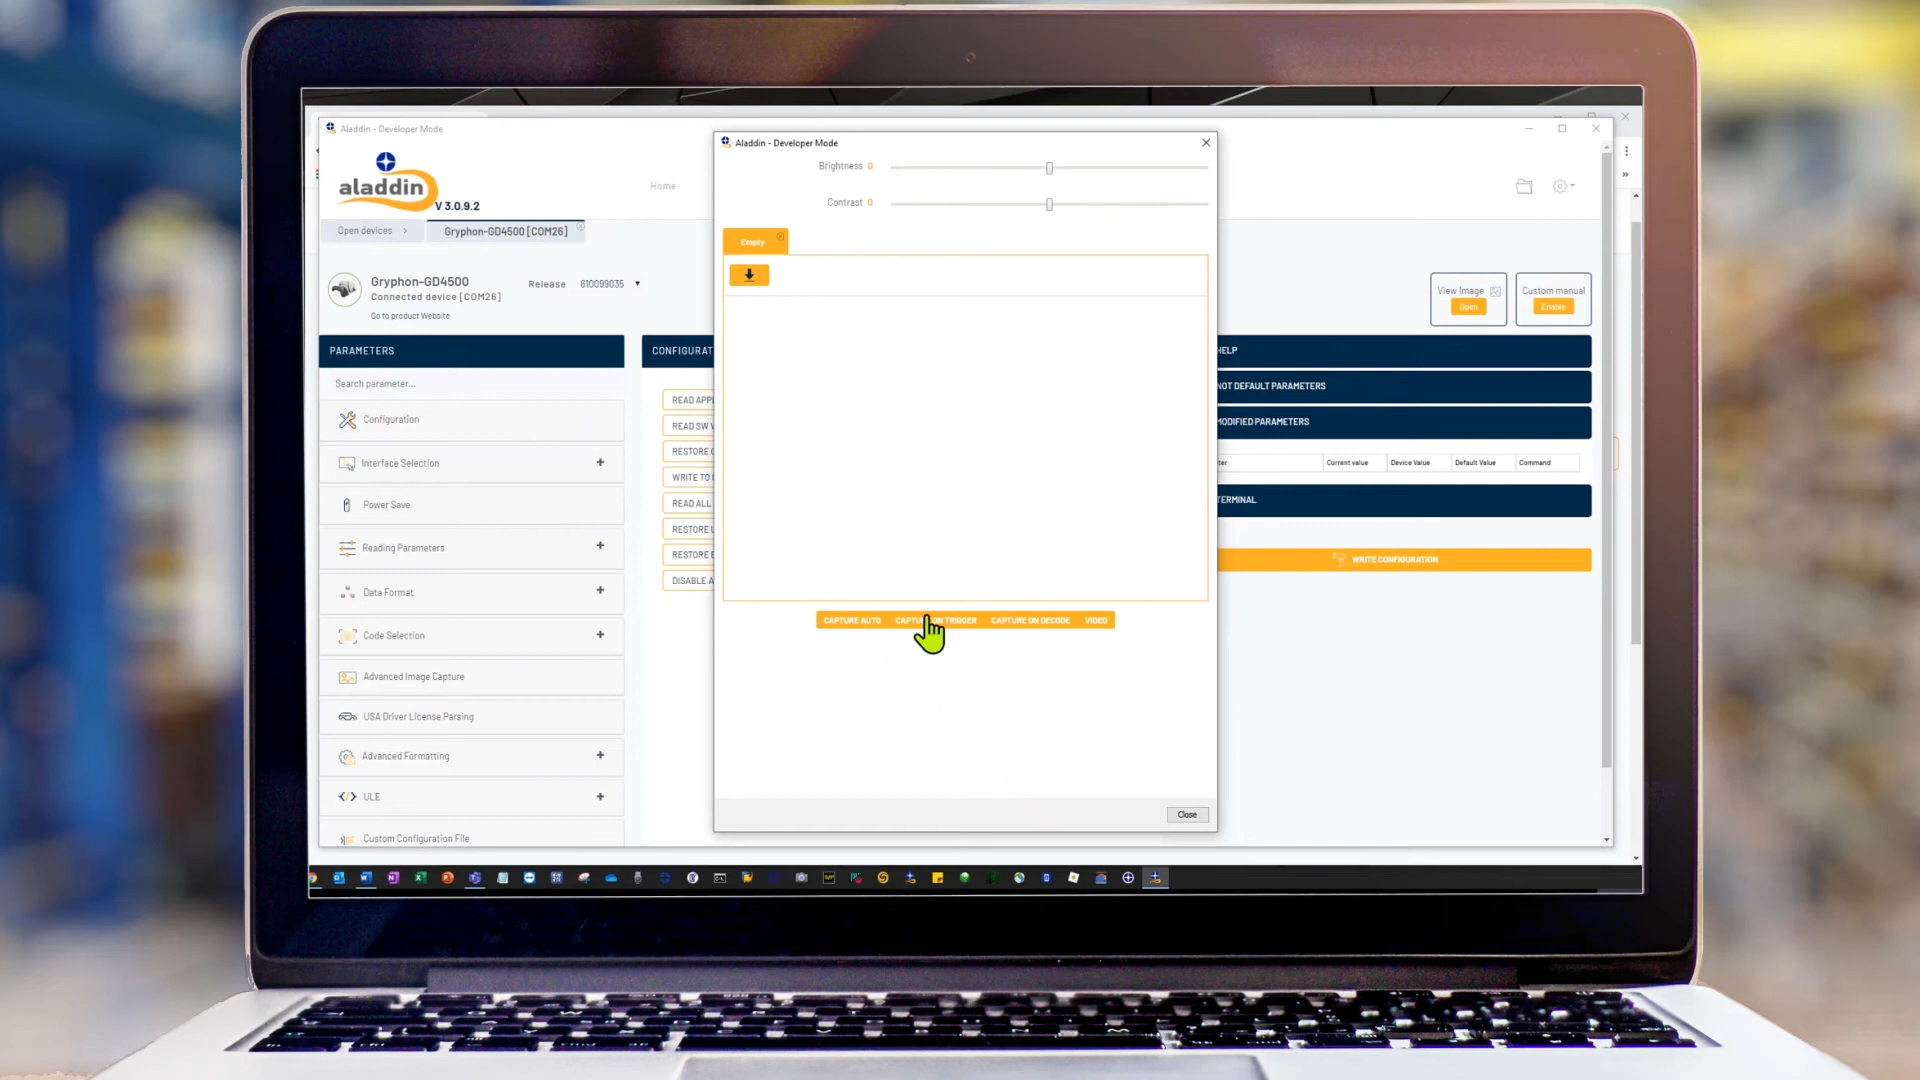 Aladdin - Developer Mode
aladdin
V 3.0.9.2
Home
Open devices >
Gryphon-GD4500 [COM26]
Gryphon-GD4500
Connected device [COM26]
Go to product Website
Release 610099035
View Image
Open
Custom manual
Enable
PARAMETERS
Search parameter...
Configuration
Interface Selection +
Power Save
Reading Parameters +
Data Format +
Code Selection +
Advanced Image Capture
USA Driver License Parsing
Advanced Formatting +
</> ULE +
Custom Configuration File
CONFIGURAT
READ APPL
READ SW V
RESTORE
WRITE TO
READ ALL
RESTORE
RESTORE
DISABLE A
Aladdin - Developer Mode
Brightness 0
Contrast 0
Empty
CAPTURE AUTO CAPTURE ON TRIGGER CAPTURE ON DECODE VIDEO
Close
HELP
NOT DEFAULT PARAMETERS
MODIFIED PARAMETERS
ter Current value Device Value Default Value Command
TERMINAL
WRITE CONFIGURATION